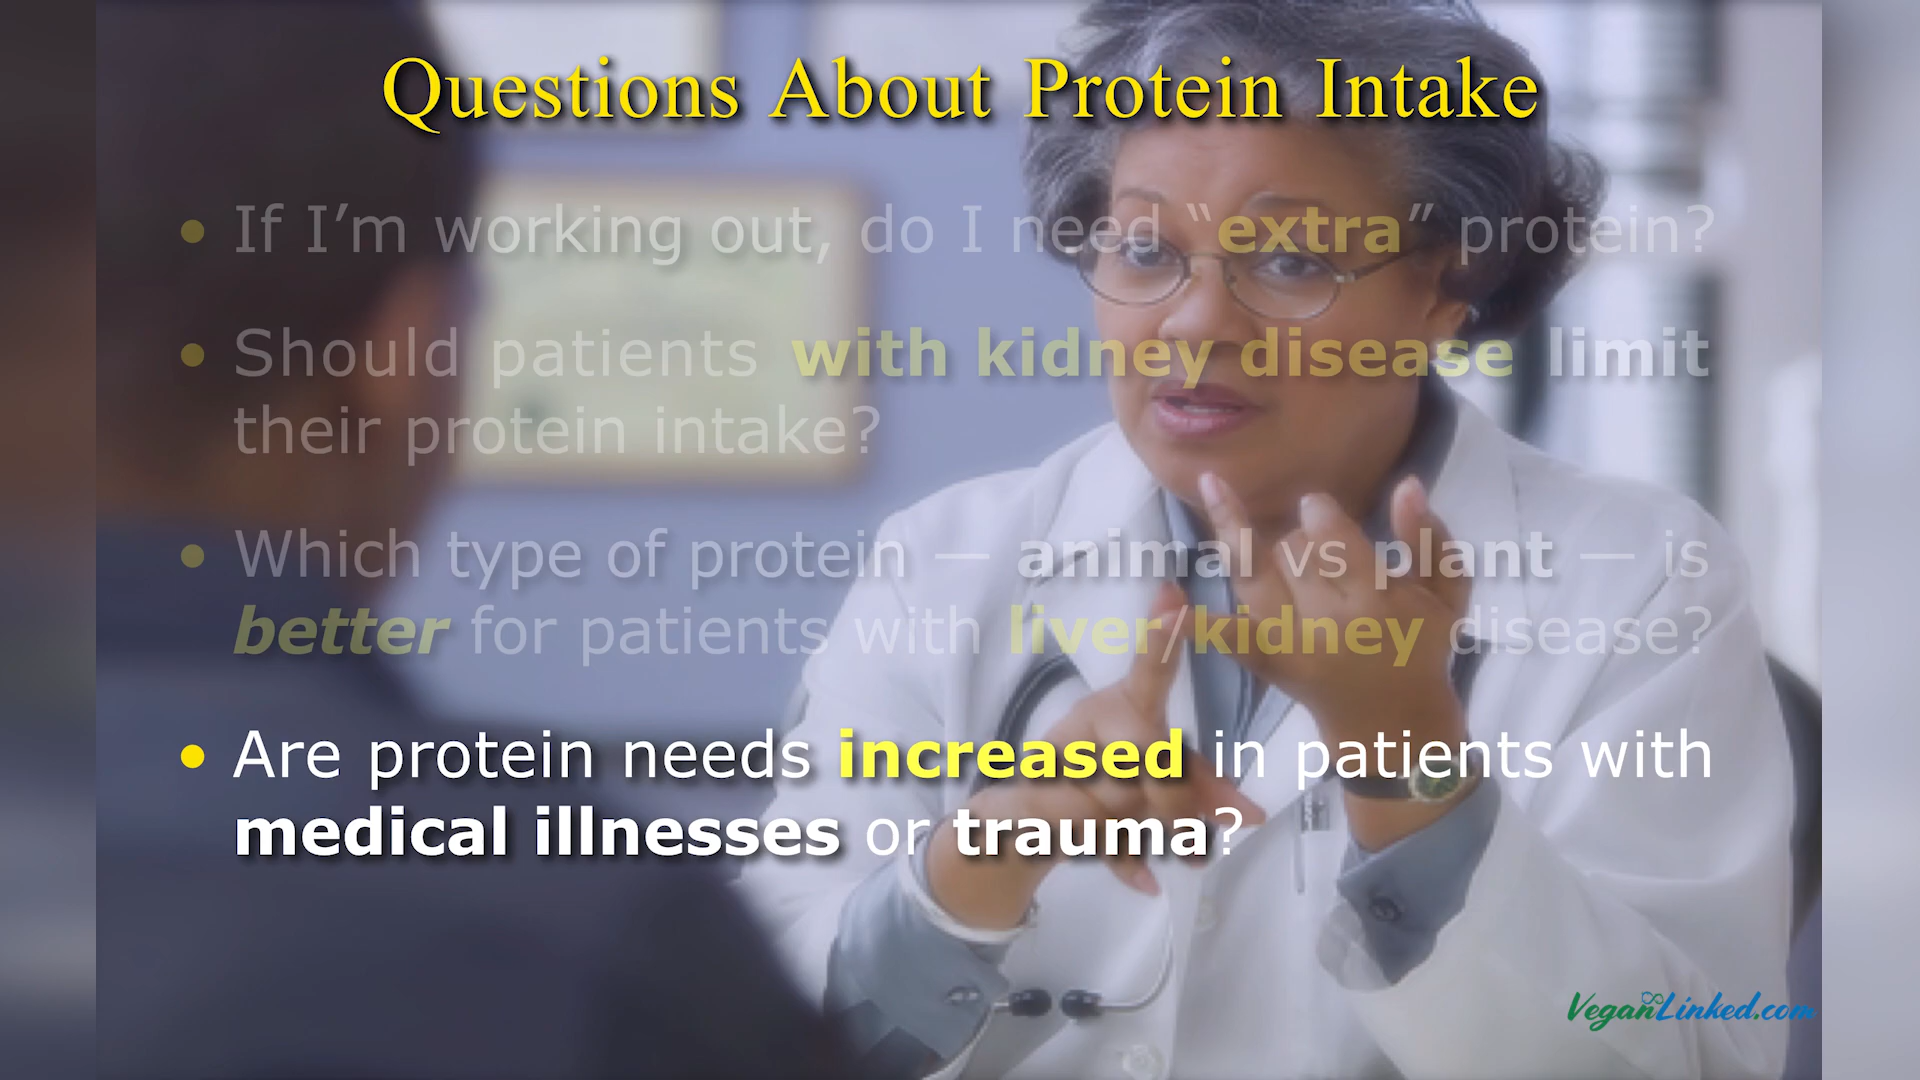 Questions About Protein Intake
• If I’m working out, do I need “extra” protein?
• Should patients with kidney disease limit
their protein intake?
• Which type of protein — animal vs plant — is
better for patients with liver/kidney disease?
• Are protein needs increased in patients with
medical illnesses or trauma?
VeganLinked.com